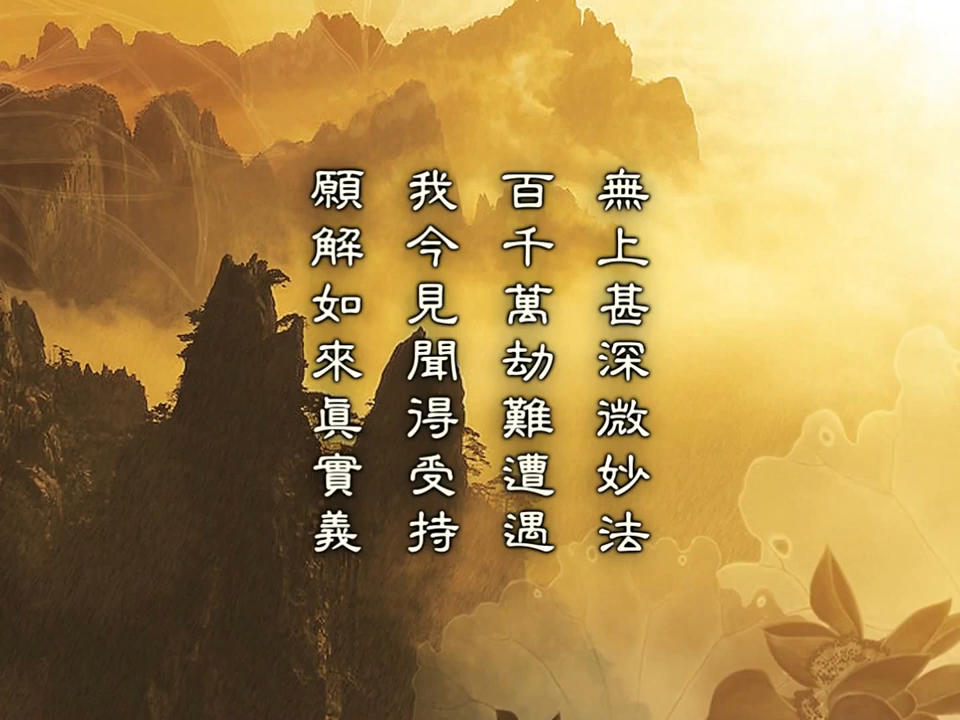 無上甚深微妙法
百千萬劫難遭遇
我今見聞得受持
願解如來眞實義